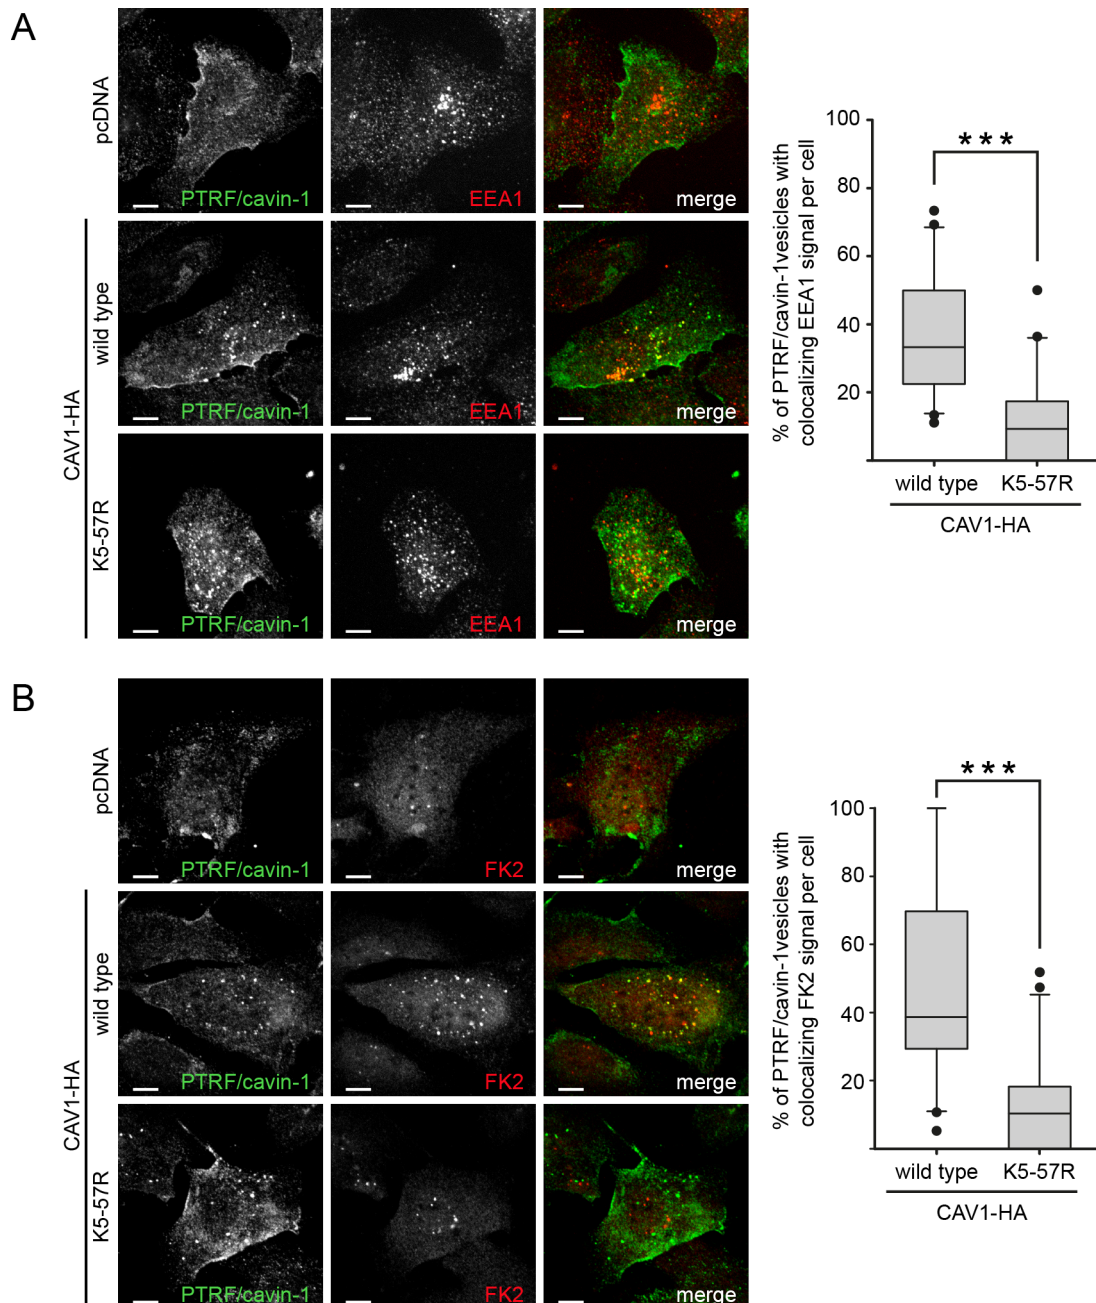 A
pcDNA
PTRF/cavin-1
EEA1
merge
CAV1-HA
wild type
PTRF/cavin-1
EEA1
merge
K5-57R
PTRF/cavin-1
EEA1
merge
% of PTRF/cavin-1vesicles with
colocalizing EEA1 signal per cell
100
80
60
40
20
***
wild type
K5-57R
CAV1-HA
B
pcDNA
PTRF/cavin-1
FK2
merge
CAV1-HA
wild type
PTRF/cavin-1
FK2
merge
K5-57R
PTRF/cavin-1
FK2
merge
% of PTRF/cavin-1vesicles with
colocalizing FK2 signal per cell
100
80
60
40
20
***
wild type
K5-57R
CAV1-HA